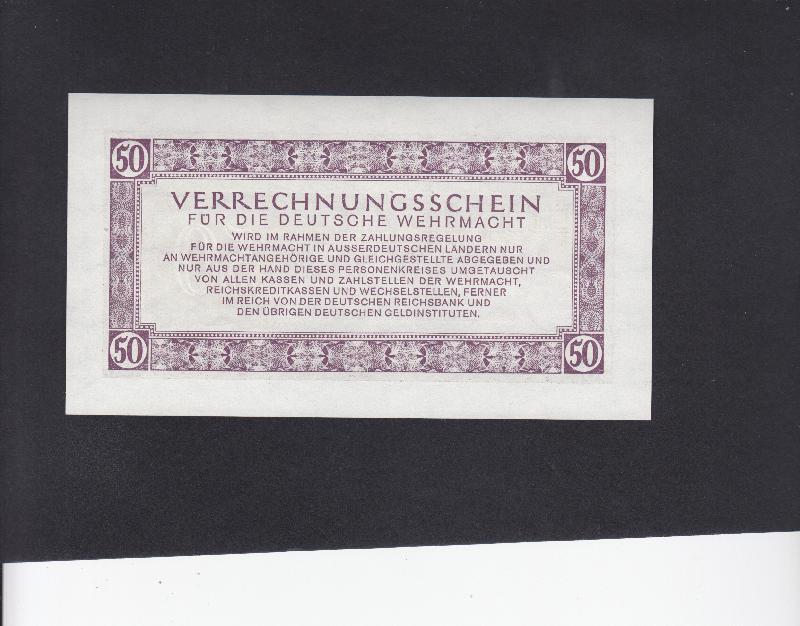 50 50
VERRECHNUNGSSCHEIN
FÜR DIE DEUTSCHE WEHRMACHT
WIRD IM RAHMEN DER ZAHLUNGSREGELUNG
FÜR DIE WEHRMACHT IN AUSSERDEUTSCHEN LÄNDERN NUR
AN WEHRMACHTANGEHÖRIGE UND GLEICHGESTELLTE ABGEGEBEN UND
NUR AUS DER HAND DIESES PERSONENKREISES UMGETAUSCHT
VON ALLEN KASSEN UND ZAHLSTELLEN DER WEHRMACHT,
REICHSKREDITKASSEN UND WECHSELSTELLEN, FERNER
IM REICH VON DER DEUTSCHEN REICHSBANK UND
DEN ÜBRIGEN DEUTSCHEN GELDINSTITUTEN.
50 50